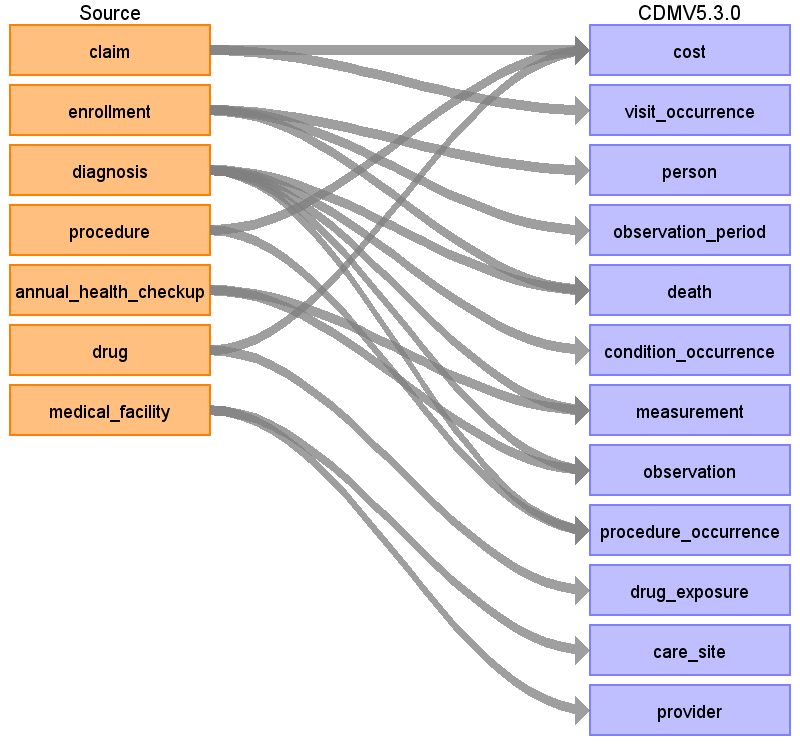 Source
CDMV5.3.0
claim
cost
enrollment
visit_occurrence
diagnosis
person
procedure
observation_period
annual_health_checkup
death
drug
condition_occurrence
medical_facility
measurement
observation
procedure_occurrence
drug_exposure
care_site
provider